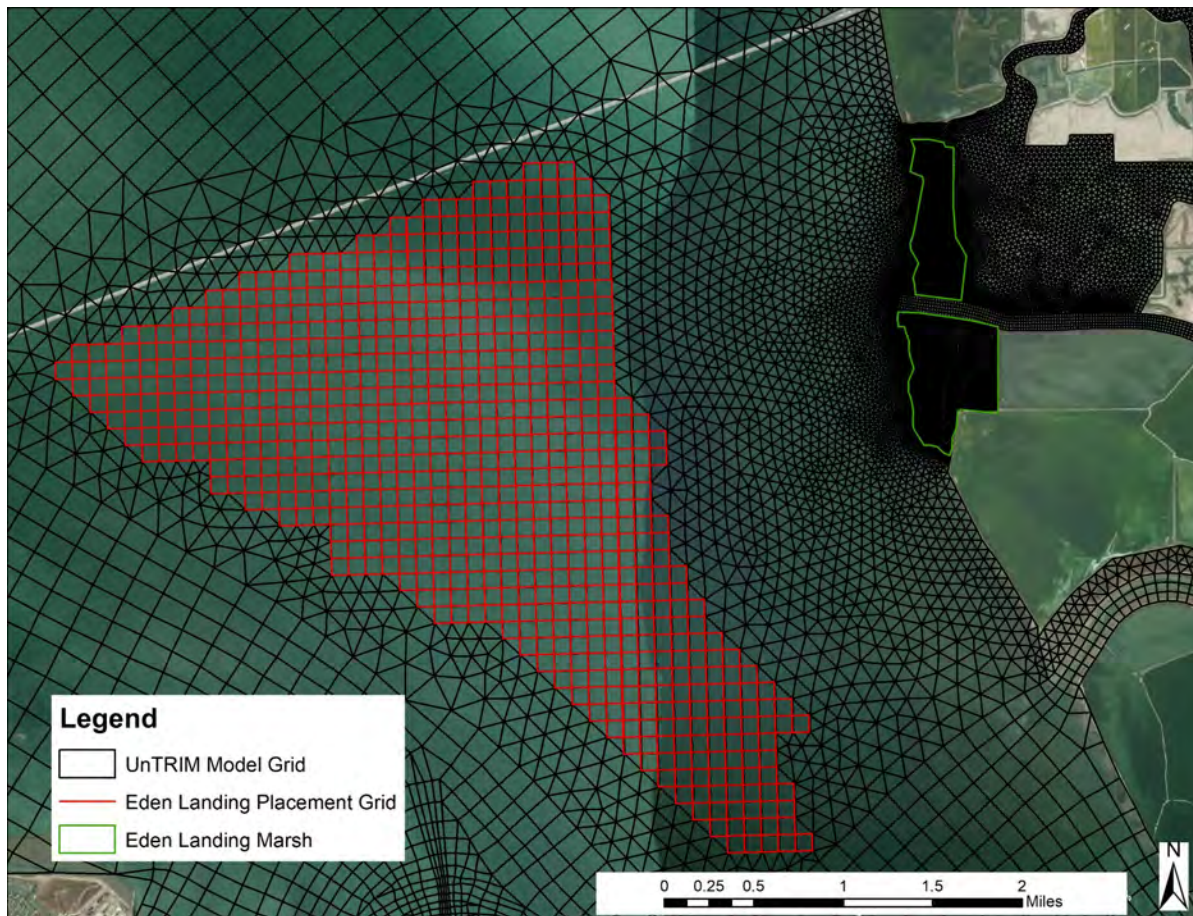 Legend
UnTRIM Model Grid
Eden Landing Placement Grid
Eden Landing Marsh
N
0 0.25 0.5 1 1.5 2
Miles